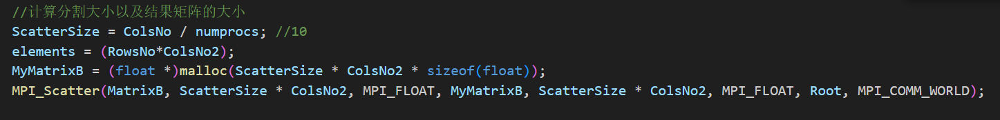 //计算分割大小以及结果矩阵的大小
ScatterSize = ColsNo / numprocs; //10
elements = (RowsNo*ColsNo2);
MyMatrixB = (float *)malloc(ScatterSize * ColsNo2 * sizeof(float));
MPI_Scatter(MatrixB, ScatterSize * ColsNo2, MPI_FLOAT, MyMatrixB, ScatterSize * ColsNo2, MPI_FLOAT, Root, MPI_COMM_WORLD);